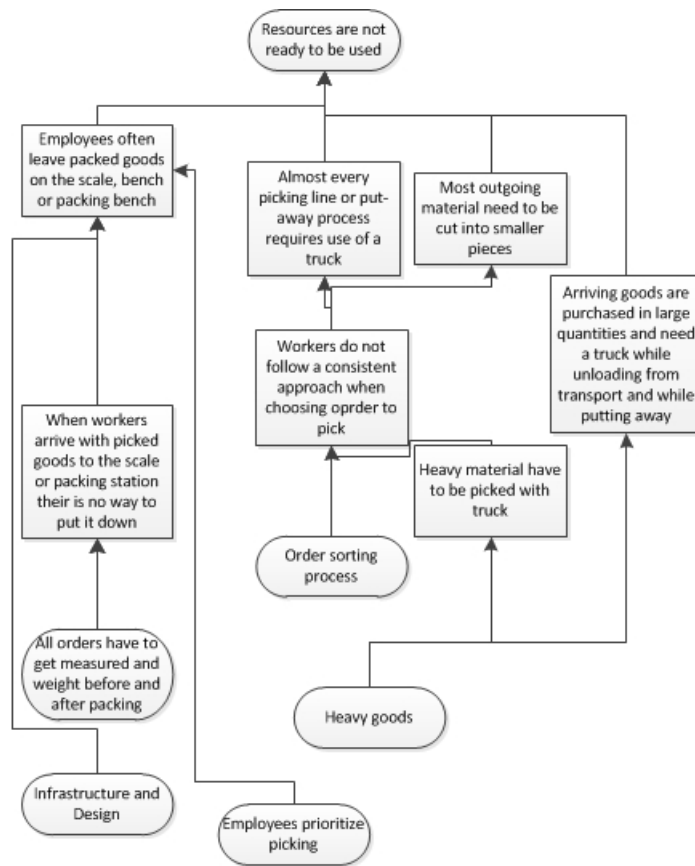 Resources are not
ready to be used
Employees often
leave packed goods
on the scale, bench
or packing bench
Almost every
picking line or put-
away process
requires use of a
truck
Most outgoing
material need to be
cut into smaller
pieces
Arriving goods are
purchased in large
quantities and need
a truck while
unloading from
transport and while
putting away
Workers do not
follow a consistent
approach when
choosing oprder to
pick
When workers
arrive with picked
goods to the scale
or packing station
their is no way to
put it down
Heavy material have
to be picked with
truck
Order sorting
process
All orders have to
get measured and
weight before and
after packing
Heavy goods
Infrastructure and
Design
Employees prioritize
picking